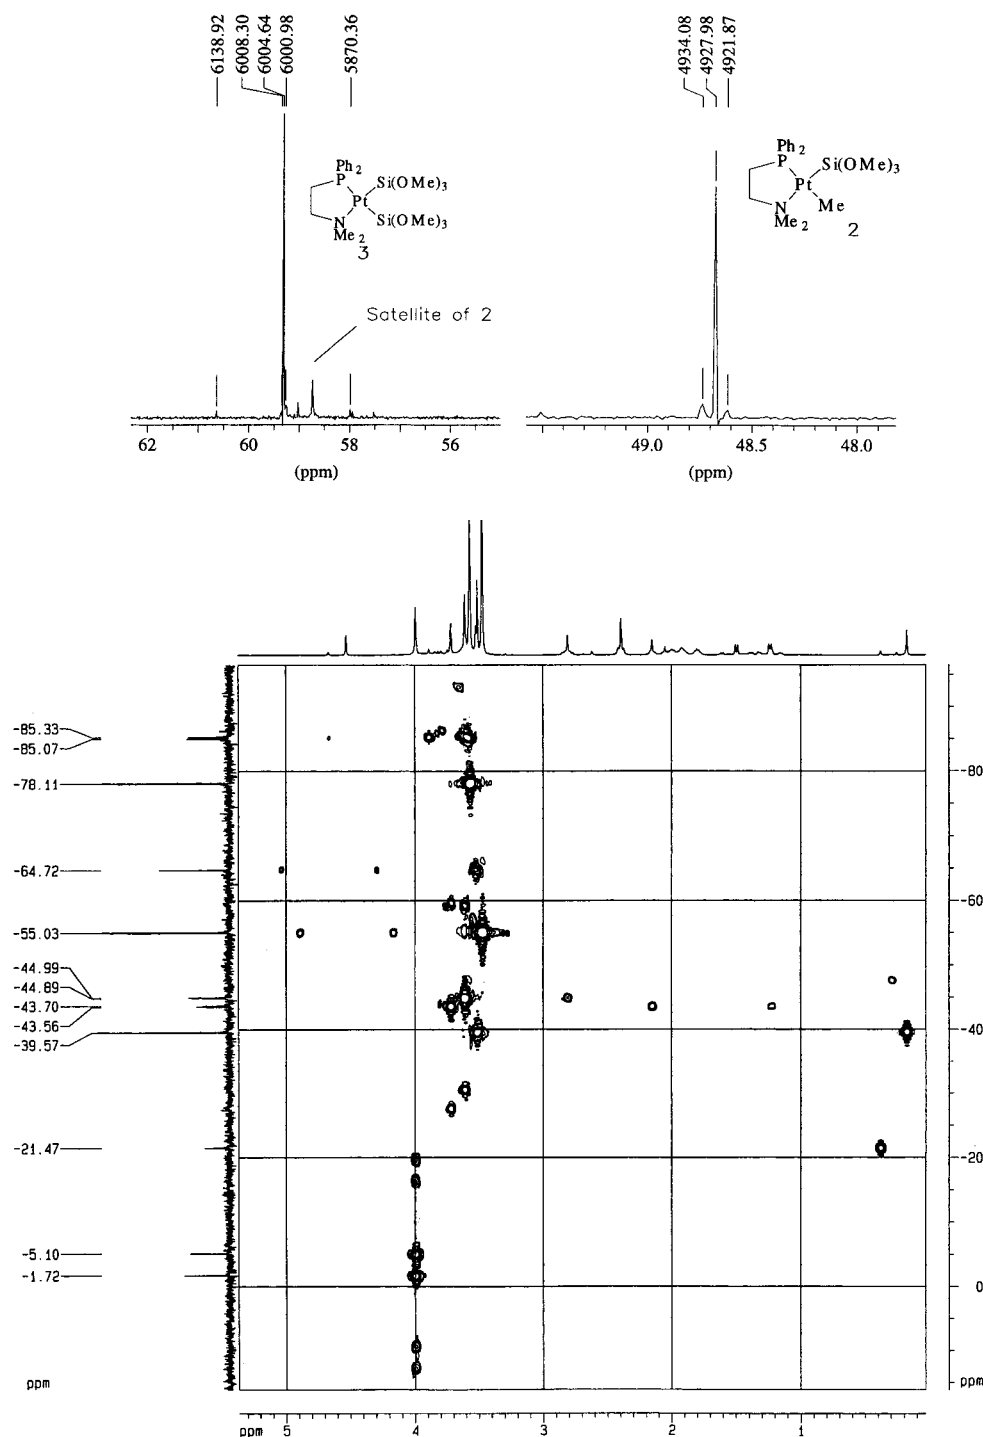 6138.92
6008.30
6004.64
6000.98
5870.36
4934.08
4927.98
4921.87
Ph2
P
Si(OMe)3
Pt
Si(OMe)3
N
Me2
3
Satellite of 2
Ph2
P
Si(OMe)3
Pt
N
Me
Me2
2
62 60 58 56
(ppm)
49.0 48.5 48.0
(ppm)
-85.33
-85.07
-78.11
-64.72
-55.03
-44.99
-44.89
-43.70
-43.56
-39.57
-21.47
-5.10
-1.72
ppm
-80
-60
-40
-20
0
ppm
ppm 5 4 3 2 1